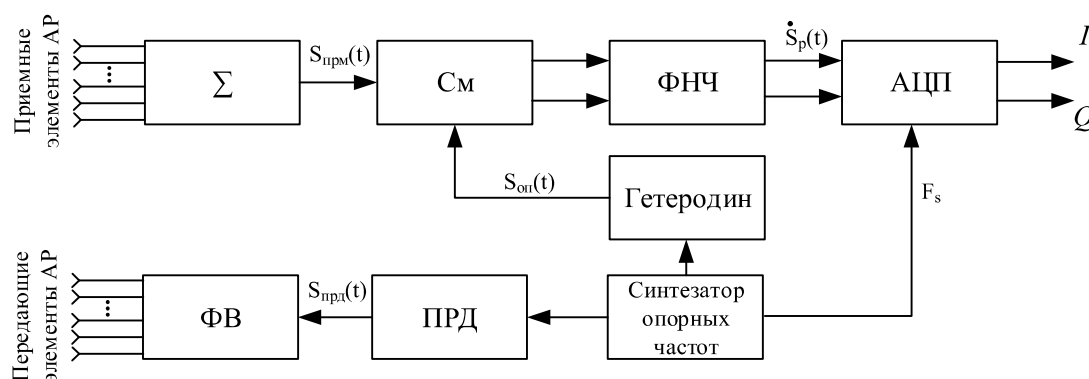 Приемные
элементы АР
Σ
Sпрм(t)
См
ФНЧ
Ṡр(t)
АЦП
I
Q
Sоп(t)
Гетеродин
Fs
Передающие
элементы АР
ФВ
Sпрд(t)
ПРД
Синтезатор
опорных
частот